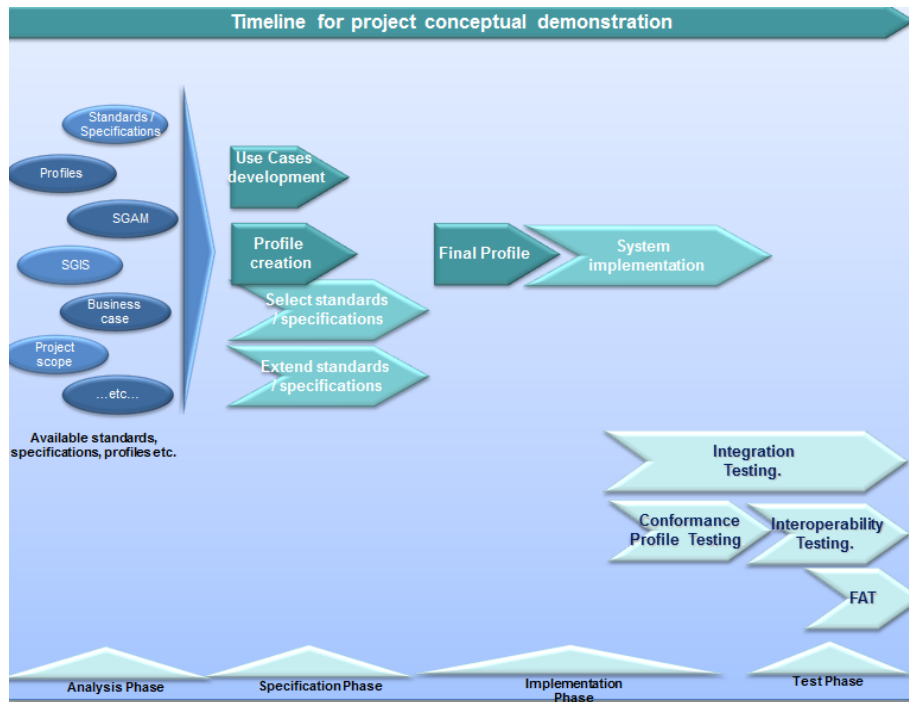 Timeline for project conceptual demonstration
Standards /
Specifications
Profiles
SGAM
SGIS
Business
case
Project
scope
...etc...
Available standards,
specifications, profiles etc.
Use Cases
development
Profile
creation
Select standards
/ specifications
Extend standards
/ specifications
Final Profile
System
implementation
Integration
Testing.
Conformance
Profile Testing
Interoperability
Testing.
FAT
Analysis Phase
Specification Phase
Implementation
Phase
Test Phase